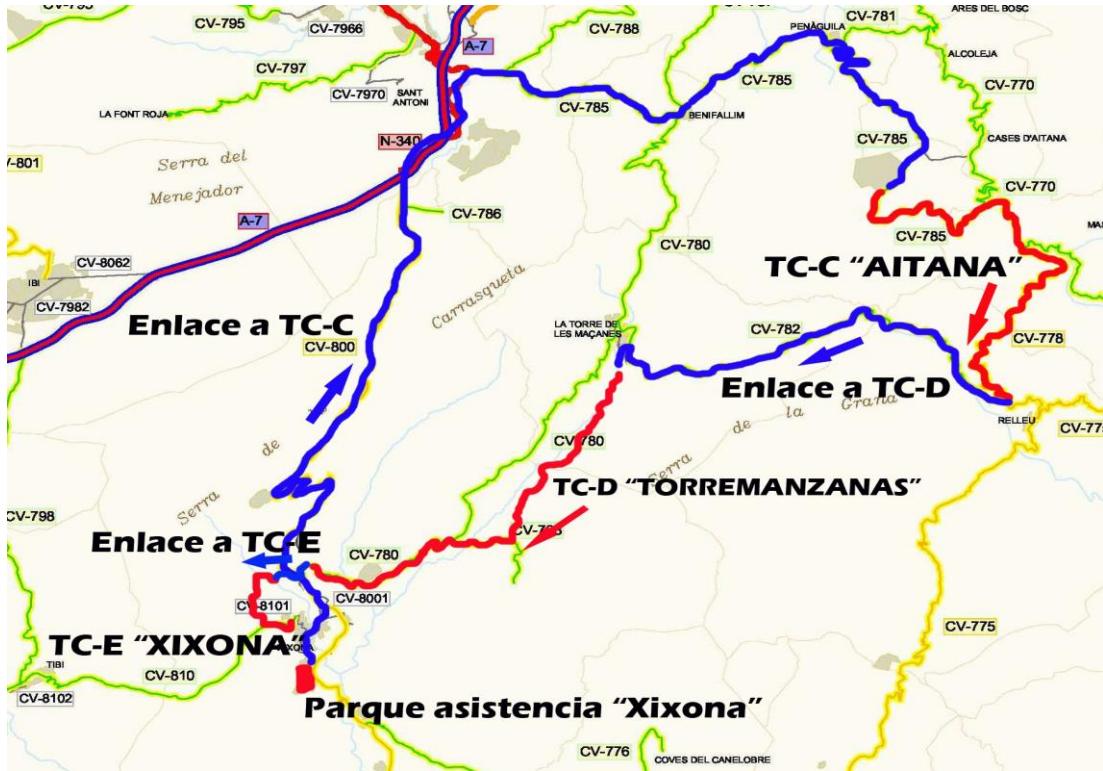 CV-795
CV-7966
CV-788
PENÀGUILA
CV-781
ARES DEL BOSC
A-7
CV-797
ALCOLEJA
CV-7970
SANT
ANTONI
CV-785
CV-785
CV-770
LA FONT ROJA
BENIFALLIM
N-340
CV-785
CASES D'AITANA
Serra del
Menejador
CV-786
CV-770
A-7
CV-780
CV-785
CV-8062
TC-C "AITANA"
IBI
CV-7982
Carrasqueta
LA TORRE DE
LES MAÇANES
CV-782
Enlace a TC-C
CV-800
CV-778
Enlace a TC-D
Serra de la Grana
RELLEU
CV-780
Serra de
TC-D "TORREMANZANAS"
CV-798
Enlace a TC-E
CV-780
CV-8101
CV-8001
CV-775
TC-E "XIXONA"
TIBI
CV-810
CV-8102
Parque asistencia "Xixona"
CV-776
COVES DEL CANELOBRE